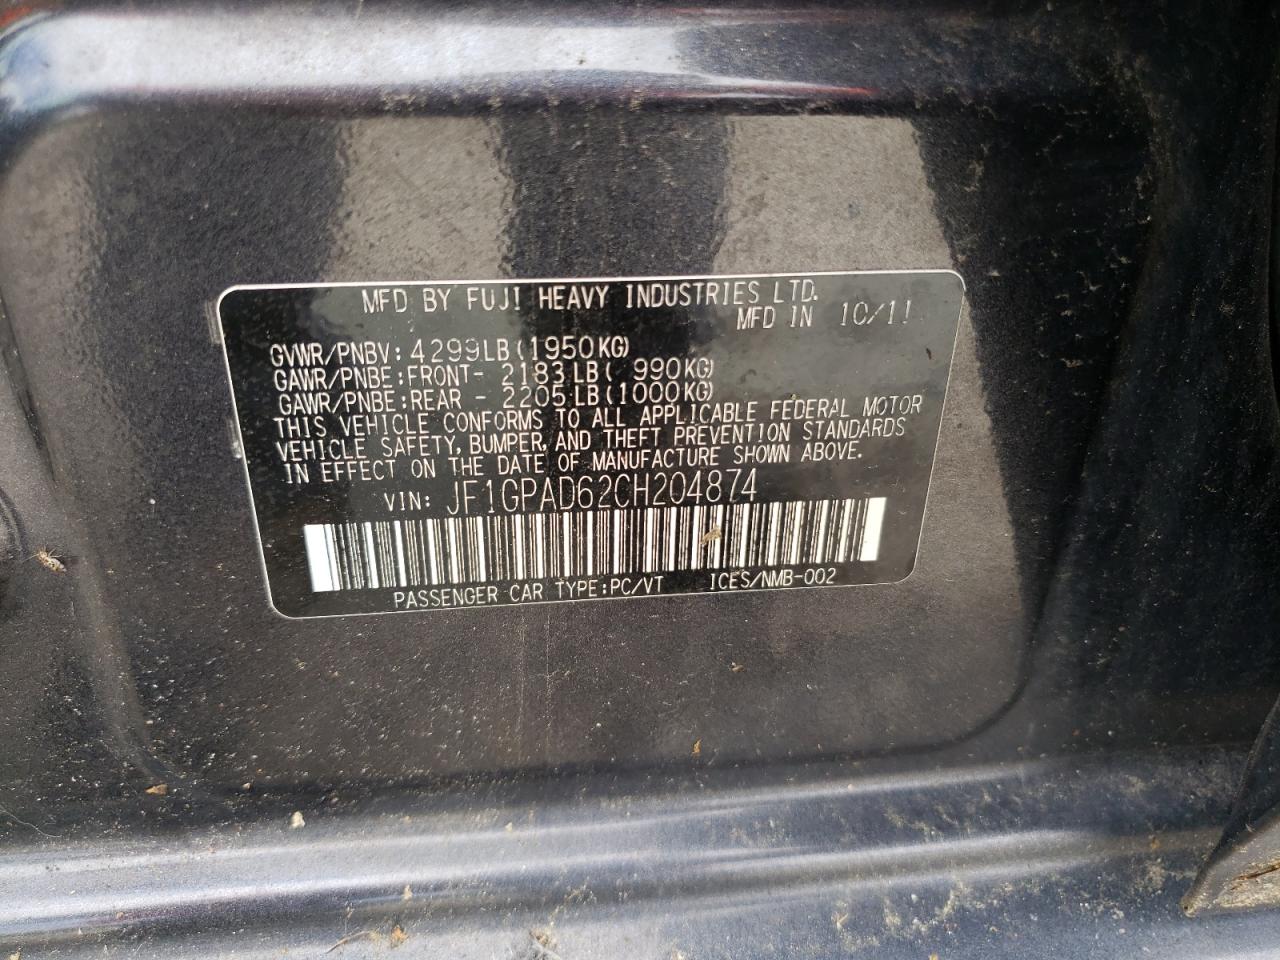 MFD BY FUJI HEAVY INDUSTRIES LTD.
MFD IN 10/11
GVWR/PNBV: 4299LB(1950KG)
GAWR/PNBE:FRONT- 2183LB( 990KG)
GAWR/PNBE:REAR - 2205LB(1000KG)
THIS VEHICLE CONFORMS TO ALL APPLICABLE FEDERAL MOTOR
VEHICLE SAFETY, BUMPER, AND THEFT PREVENTION STANDARDS
IN EFFECT ON THE DATE OF MANUFACTURE SHOWN ABOVE.
VIN: JF1GPAD62CH204874
PASSENGER CAR TYPE:PC/VT ICES/NMB-002